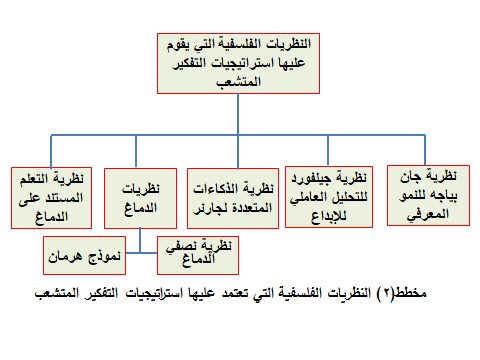 النظريات الفلسفية التي يقوم
عليها استراتيجيات التفكير
المتشعب
نظرية جان
بياجه للنمو
المعرفي
نظرية جيلفورد
للتحليل العاملي
للإبداع
نظرية الذكاءات
المتعددة لجارنر
نظريات
الدماغ
نظرية التعلم
المستند على
الدماغ
نظرية نصفي
الدماغ
نموذج هرمان
مخطط(٢) النظريات الفلسفية التي تعتمد عليها استراتيجيات التفكير المتشعب